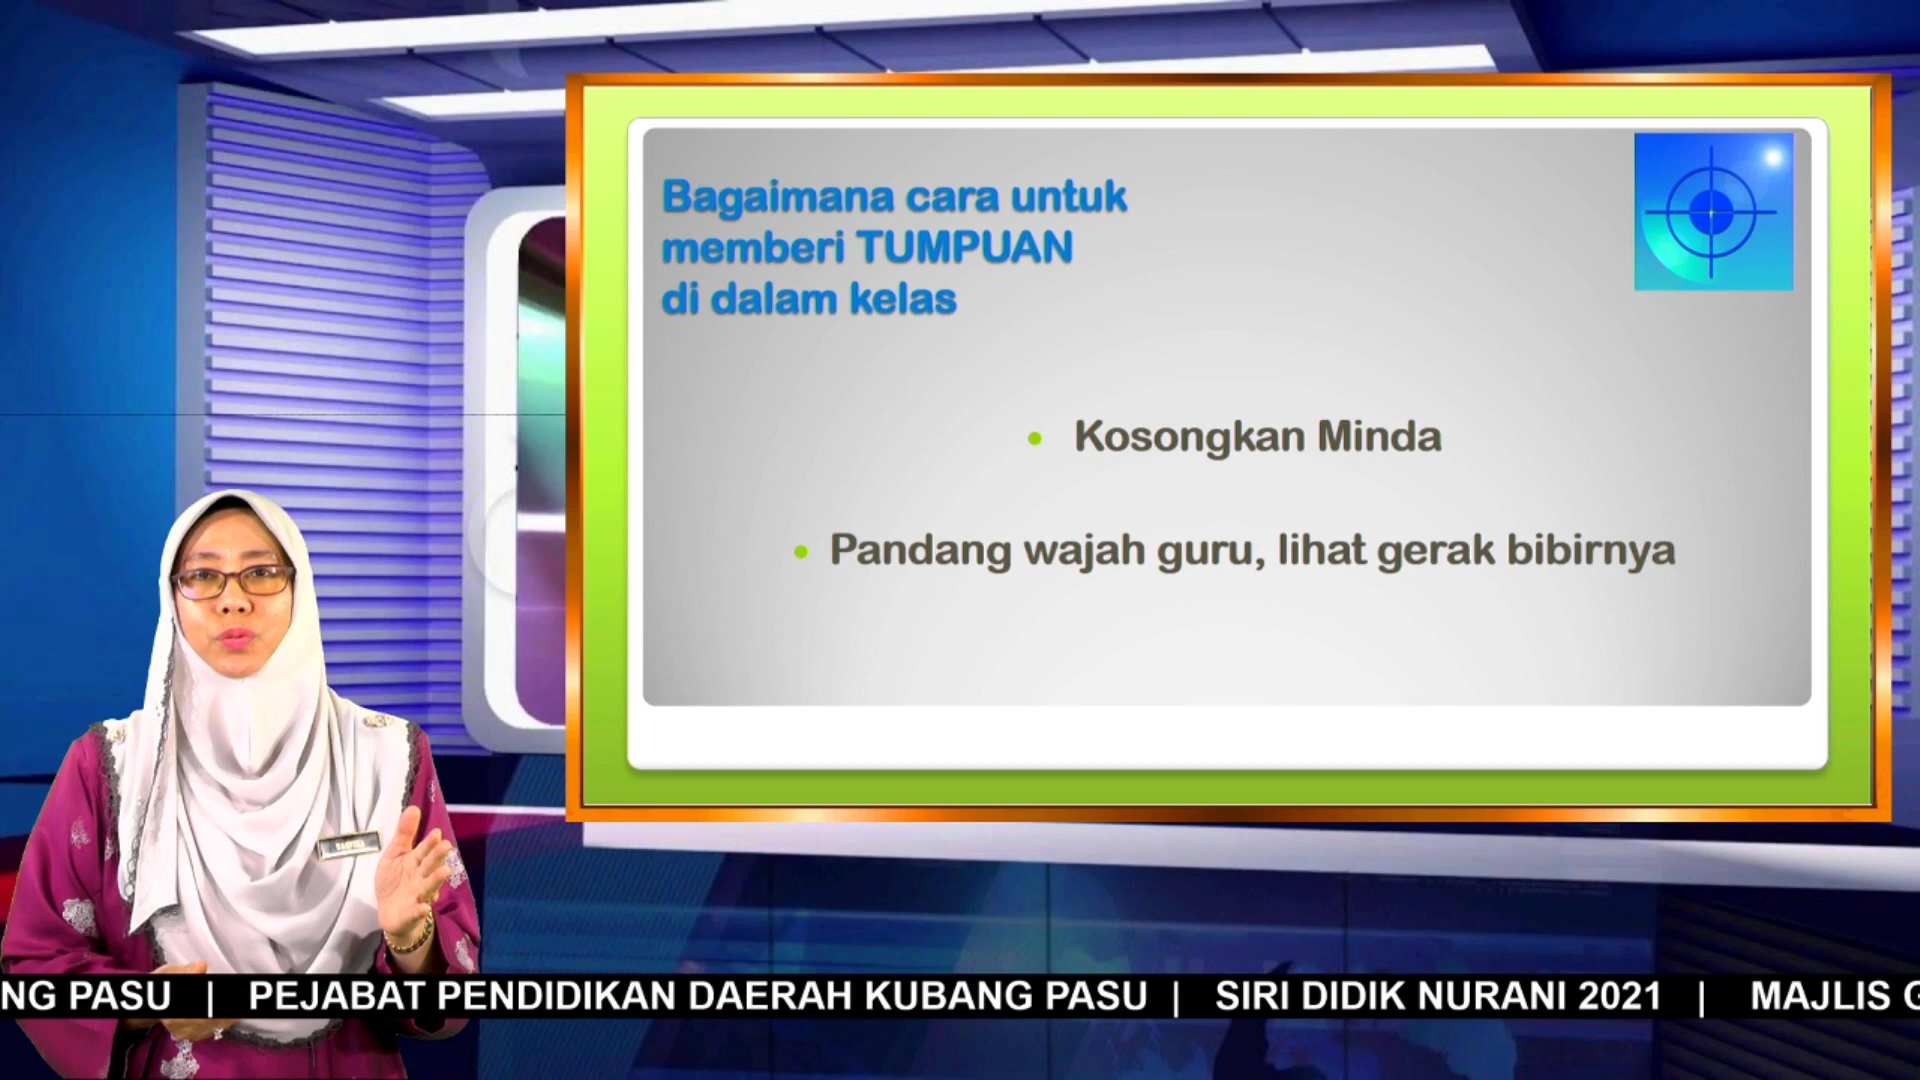 Bagaimana cara untuk
memberi TUMPUAN
di dalam kelas
• Kosongkan Minda
• Pandang wajah guru, lihat gerak bibirnya
NG PASU | PEJABAT PENDIDIKAN DAERAH KUBANG PASU | SIRI DIDIK NURANI 2021 | MAJLIS G